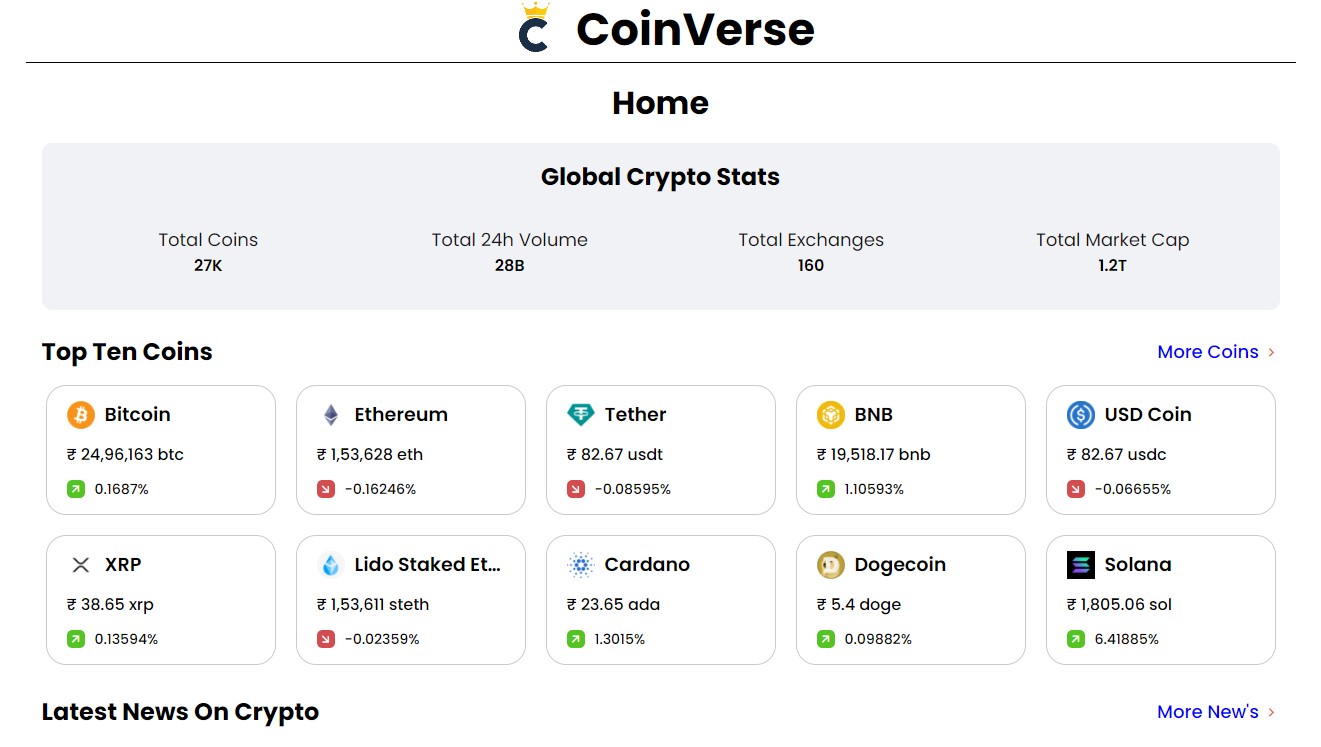 CoinVerse
Home
Global Crypto Stats
Total Coins
27K
Total 24h Volume
28B
Total Exchanges
160
Total Market Cap
1.2T
Top Ten Coins
More Coins
Bitcoin
₹ 24,96,163 btc
0.1687%
Ethereum
₹ 1,53,628 eth
-0.16246%
Tether
₹ 82.67 usdt
-0.08595%
BNB
₹ 19,518.17 bnb
1.10593%
USD Coin
₹ 82.67 usdc
-0.06655%
XRP
₹ 38.65 xrp
0.13594%
Lido Staked Et...
₹ 1,53,611 steth
-0.02359%
Cardano
₹ 23.65 ada
1.3015%
Dogecoin
₹ 5.4 doge
0.09882%
Solana
₹ 1,805.06 sol
6.41885%
Latest News On Crypto
More New's